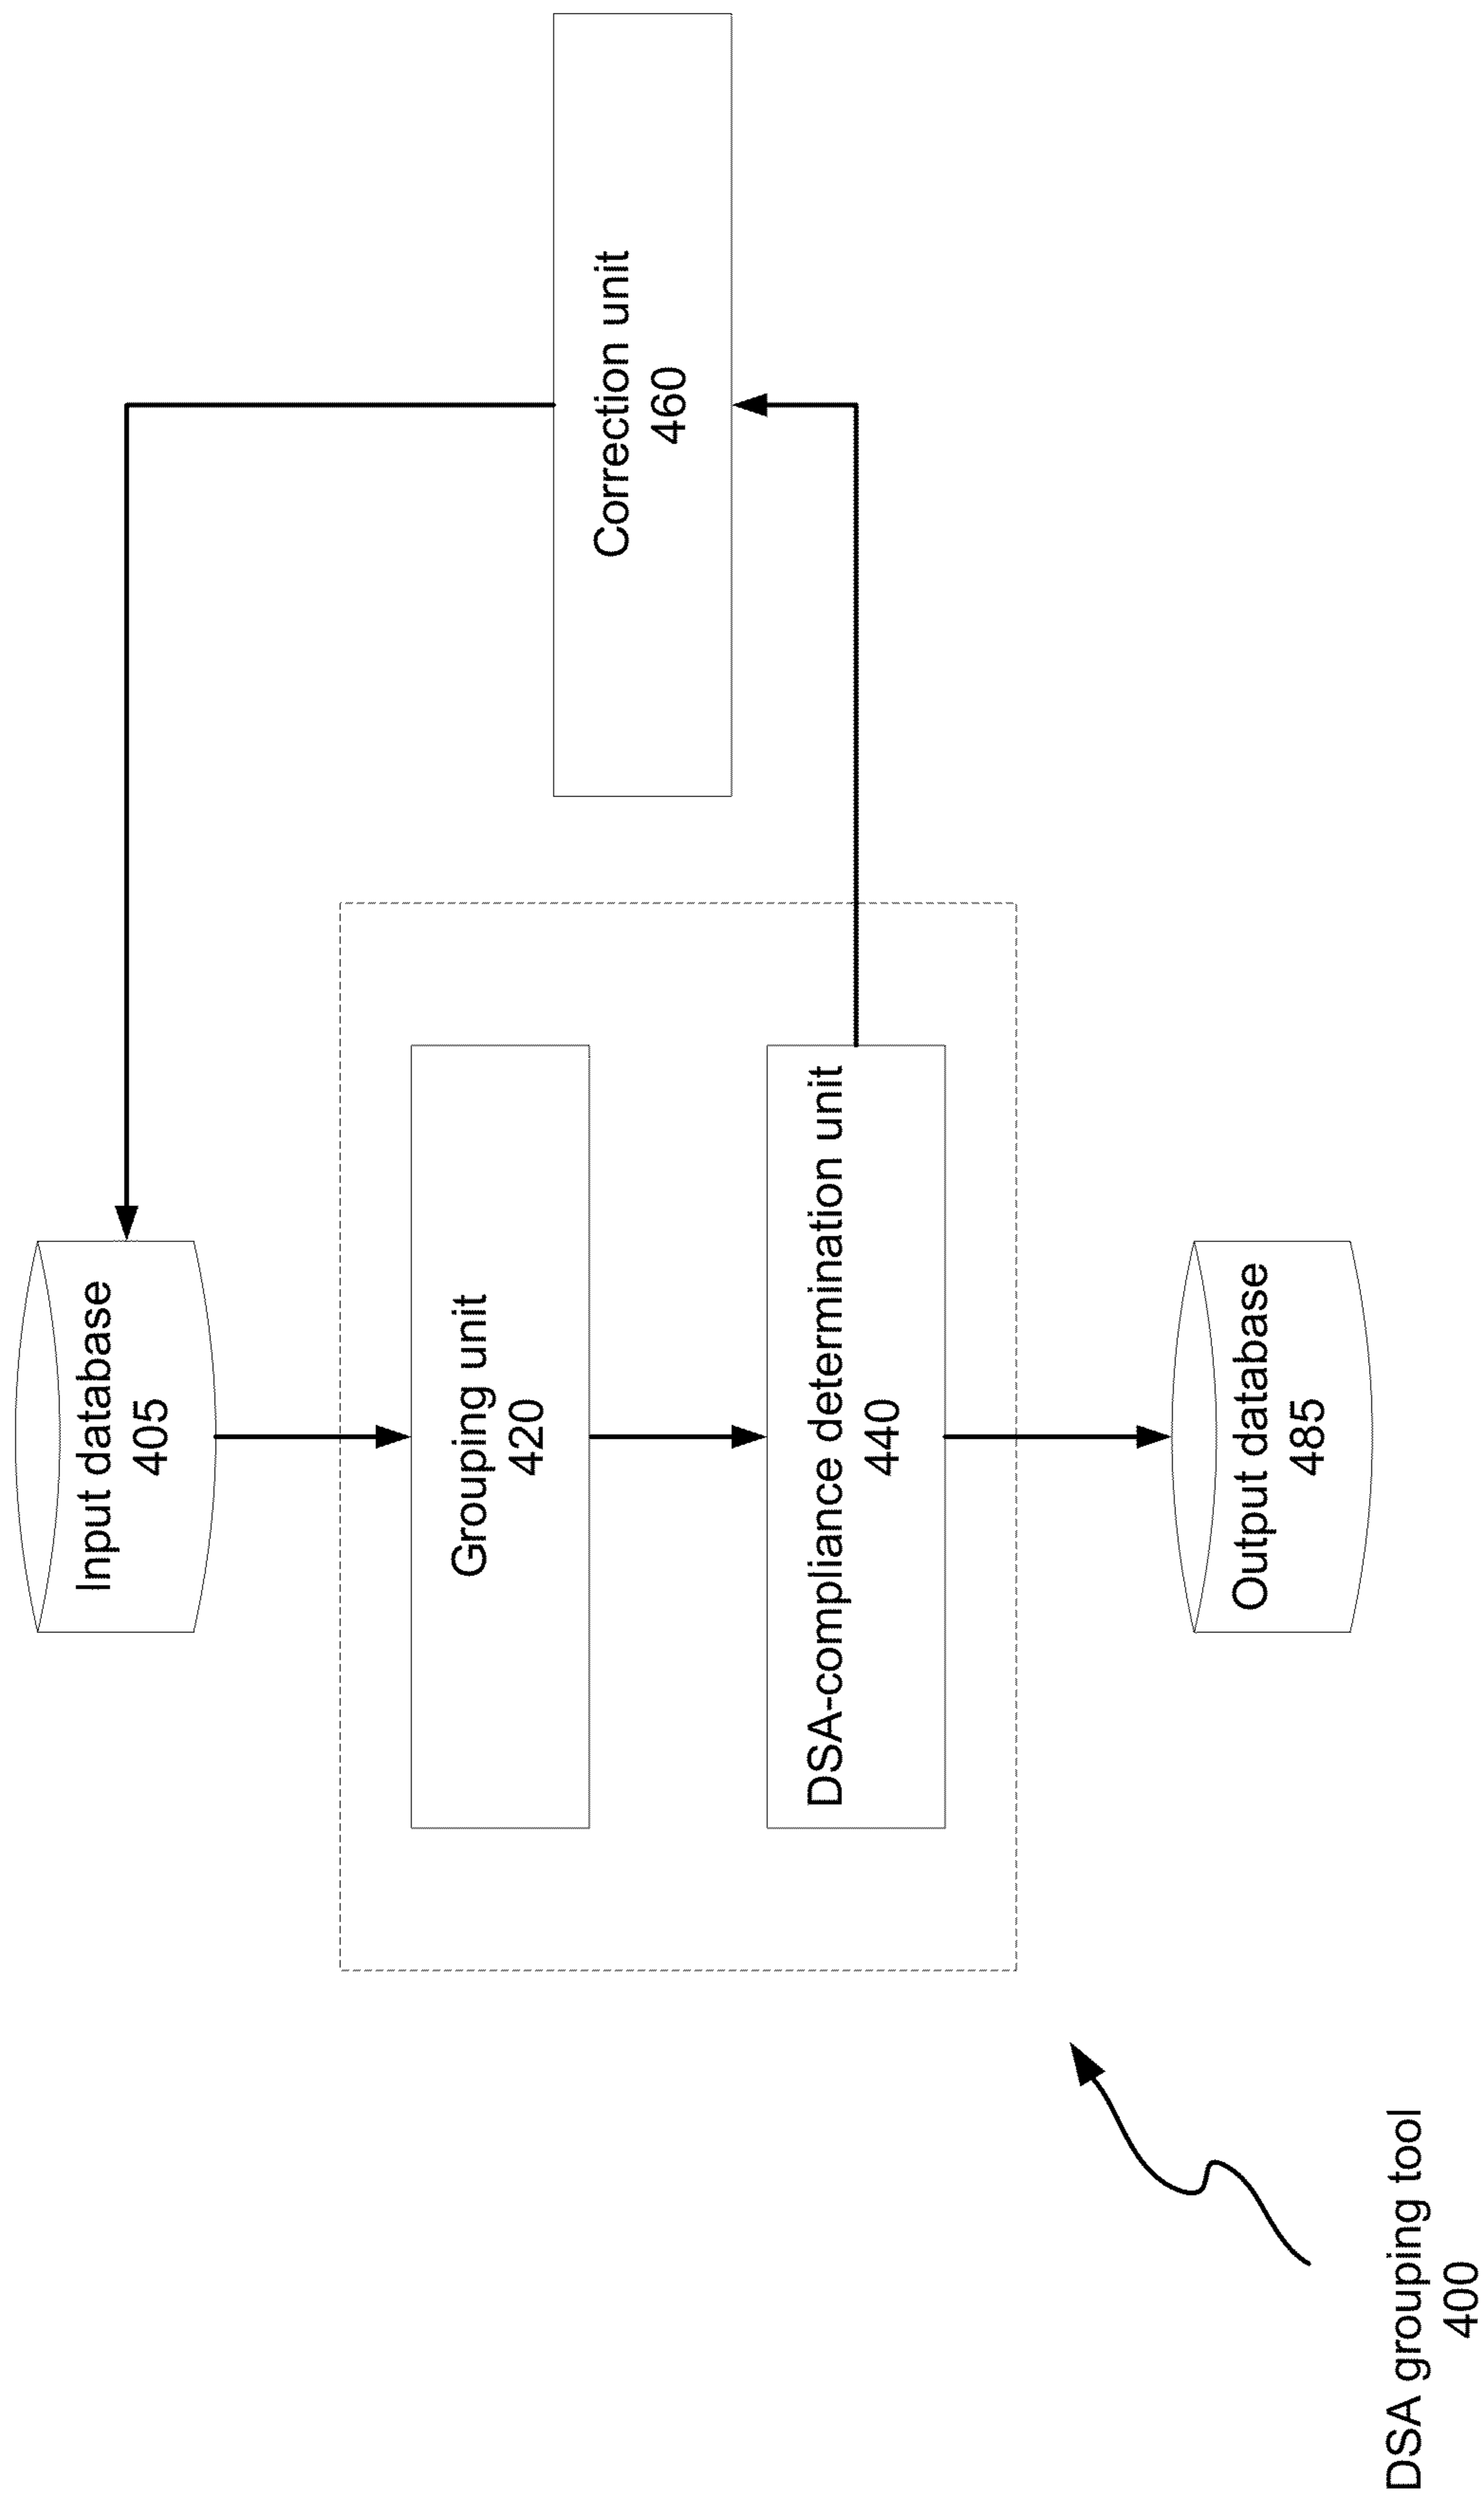 Input database
405
Grouping unit
420
Correction unit
460
DSA-compliance determination unit
440
Output database
485
DSA grouping tool
400